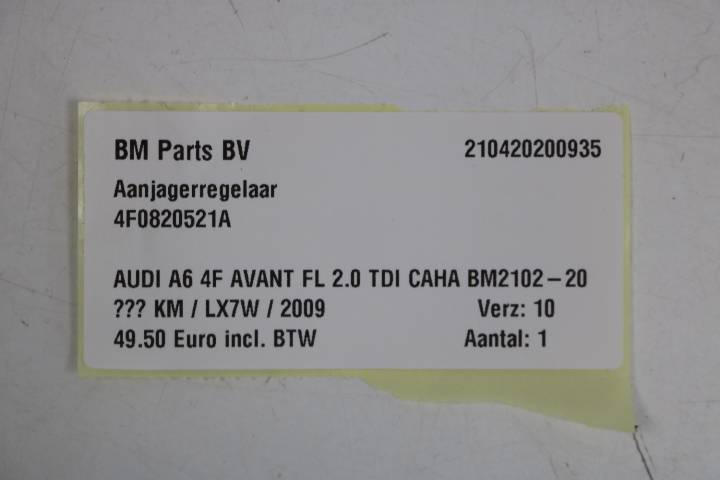 BM Parts BV 210420200935
Aanjagerregelaar
4F0820521A
AUDI A6 4F AVANT FL 2.0 TDI CAHA BM2102-20
??? KM / LX7W / 2009 Verz: 10
49.50 Euro incl. BTW Aantal: 1